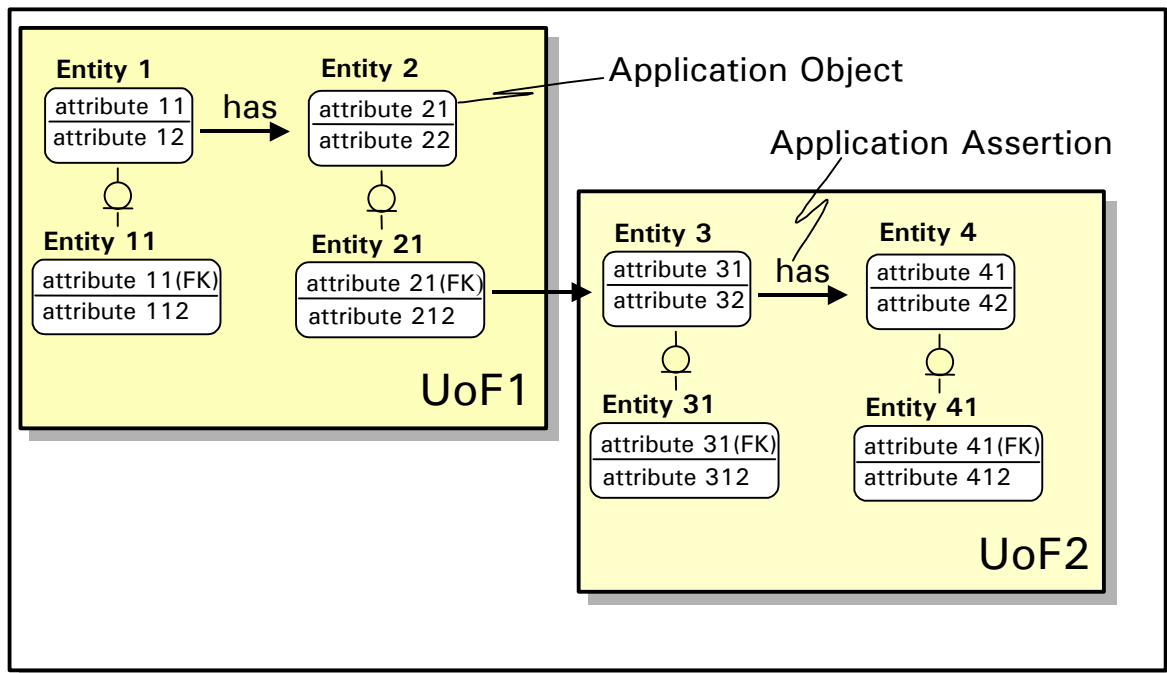 Entity 1
attribute 11
attribute 12
has
Entity 2
attribute 21
attribute 22
Application Object
Entity 11
attribute 11(FK)
attribute 112
Entity 21
attribute 21(FK)
attribute 212
UoF1
Application Assertion
Entity 3
attribute 31
attribute 32
has
Entity 4
attribute 41
attribute 42
Entity 31
attribute 31(FK)
attribute 312
Entity 41
attribute 41(FK)
attribute 412
UoF2